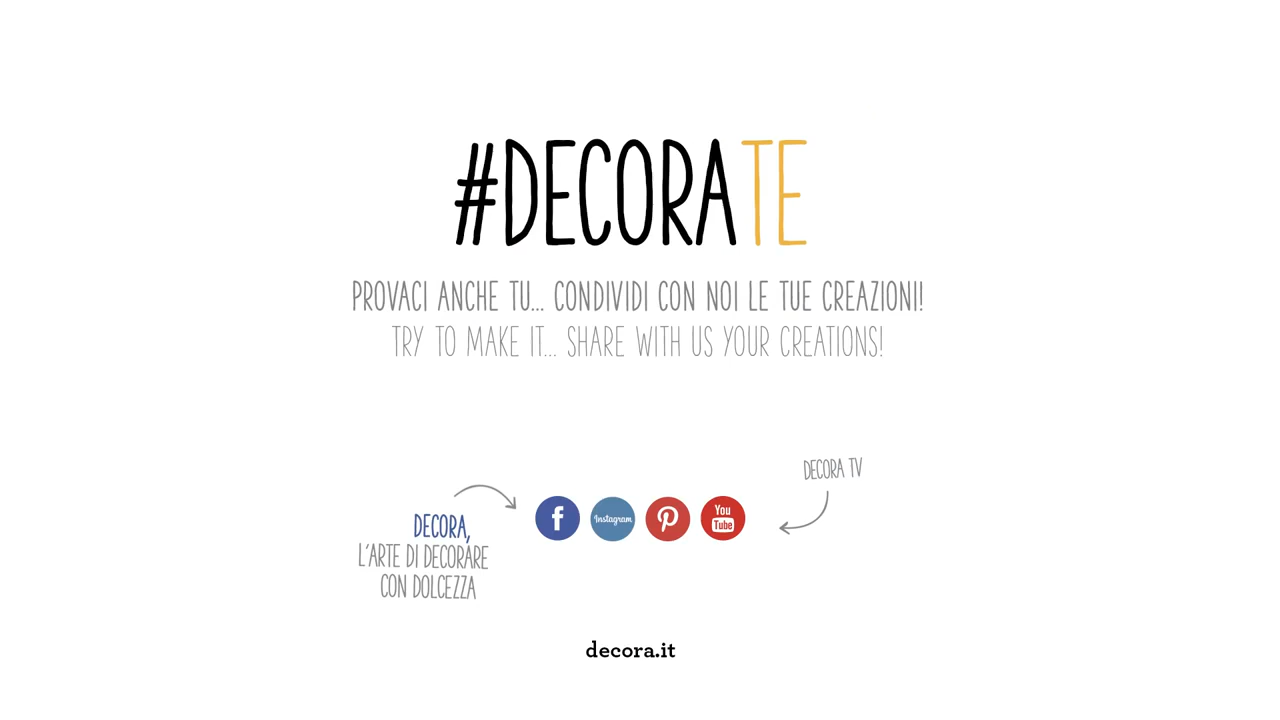 #DECORATE
PROVACI ANCHE TU... CONDIVIDI CON NOI LE TUE CREAZIONI!
TRY TO MAKE IT... SHARE WITH US YOUR CREATIONS!
DECORA TV
DECORA,
L'ARTE DI DECORARE
CON DOLCEZZA
f
Instagram
P
You
Tube
decora.it